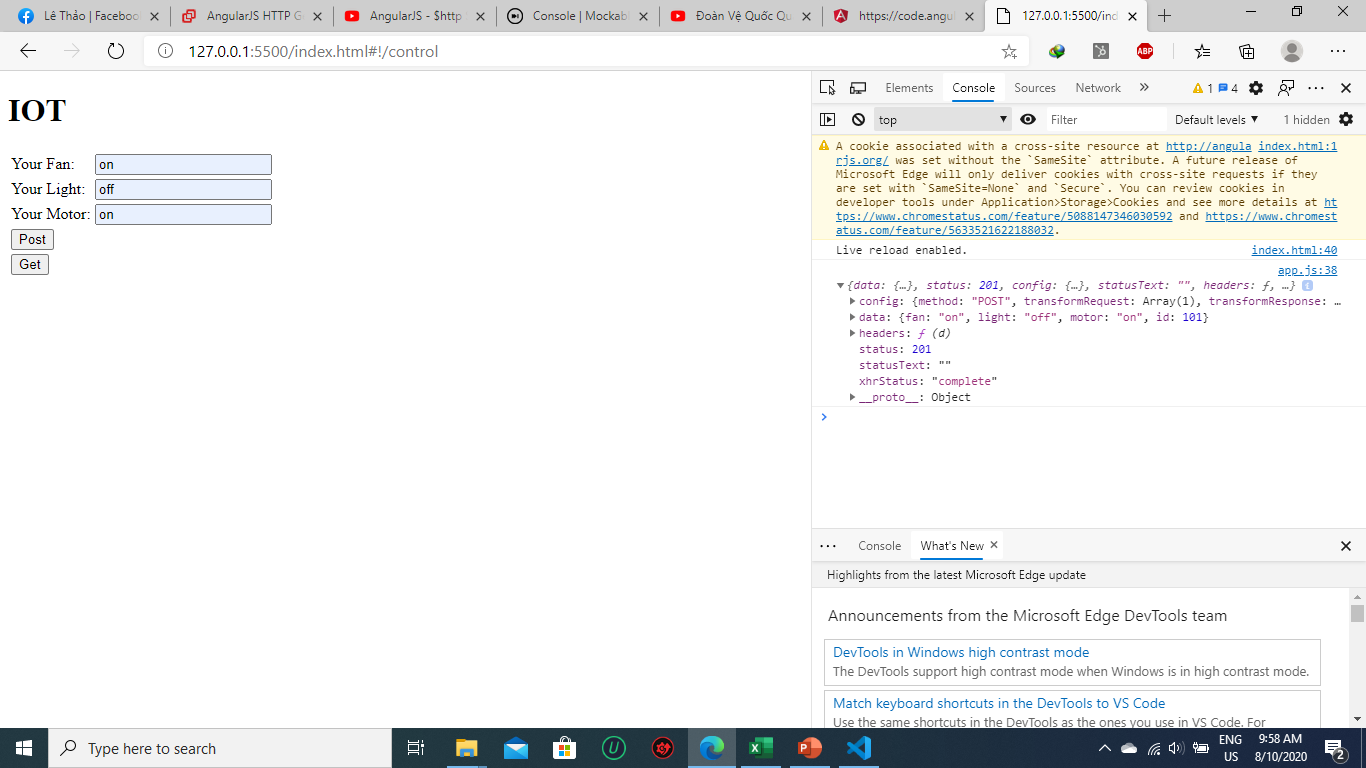 Lê Thảo | Facebook
AngularJS HTTP G
AngularJS - $http
Console | Mockab
Đoàn Vệ Quốc Qu
https://code.angul
127.0.0.1:5500/ind
127.0.0.1:5500/index.html#!/control
ABP
IOT
Your Fan: on
Your Light: off
Your Motor: on
Post
Get
Elements Console Sources Network » 1 4
top Filter Default levels ▼ 1 hidden
A cookie associated with a cross-site resource at http://angula index.html:1
rjs.org/ was set without the `SameSite` attribute. A future release of
Microsoft Edge will only deliver cookies with cross-site requests if they
are set with `SameSite=None` and `Secure`. You can review cookies in
developer tools under Application>Storage>Cookies and see more details at ht
tps://www.chromestatus.com/feature/5088147346030592 and https://www.chromest
atus.com/feature/5633521622188032.
Live reload enabled. index.html:40
app.js:38
{data: {…}, status: 201, config: {…}, statusText: "", headers: ƒ, …}
config: {method: "POST", transformRequest: Array(1), transformResponse: …
data: {fan: "on", light: "off", motor: "on", id: 101}
headers: ƒ (d)
status: 201
statusText: ""
xhrStatus: "complete"
__proto__: Object
Console What's New
Highlights from the latest Microsoft Edge update
Announcements from the Microsoft Edge DevTools team
DevTools in Windows high contrast mode
The DevTools support high contrast mode when Windows is in high contrast mode.
Match keyboard shortcuts in the DevTools to VS Code
Use the same shortcuts in the DevTools as the ones you use in VS Code. For
Type here to search
ENG
US
9:58 AM
8/10/2020
2